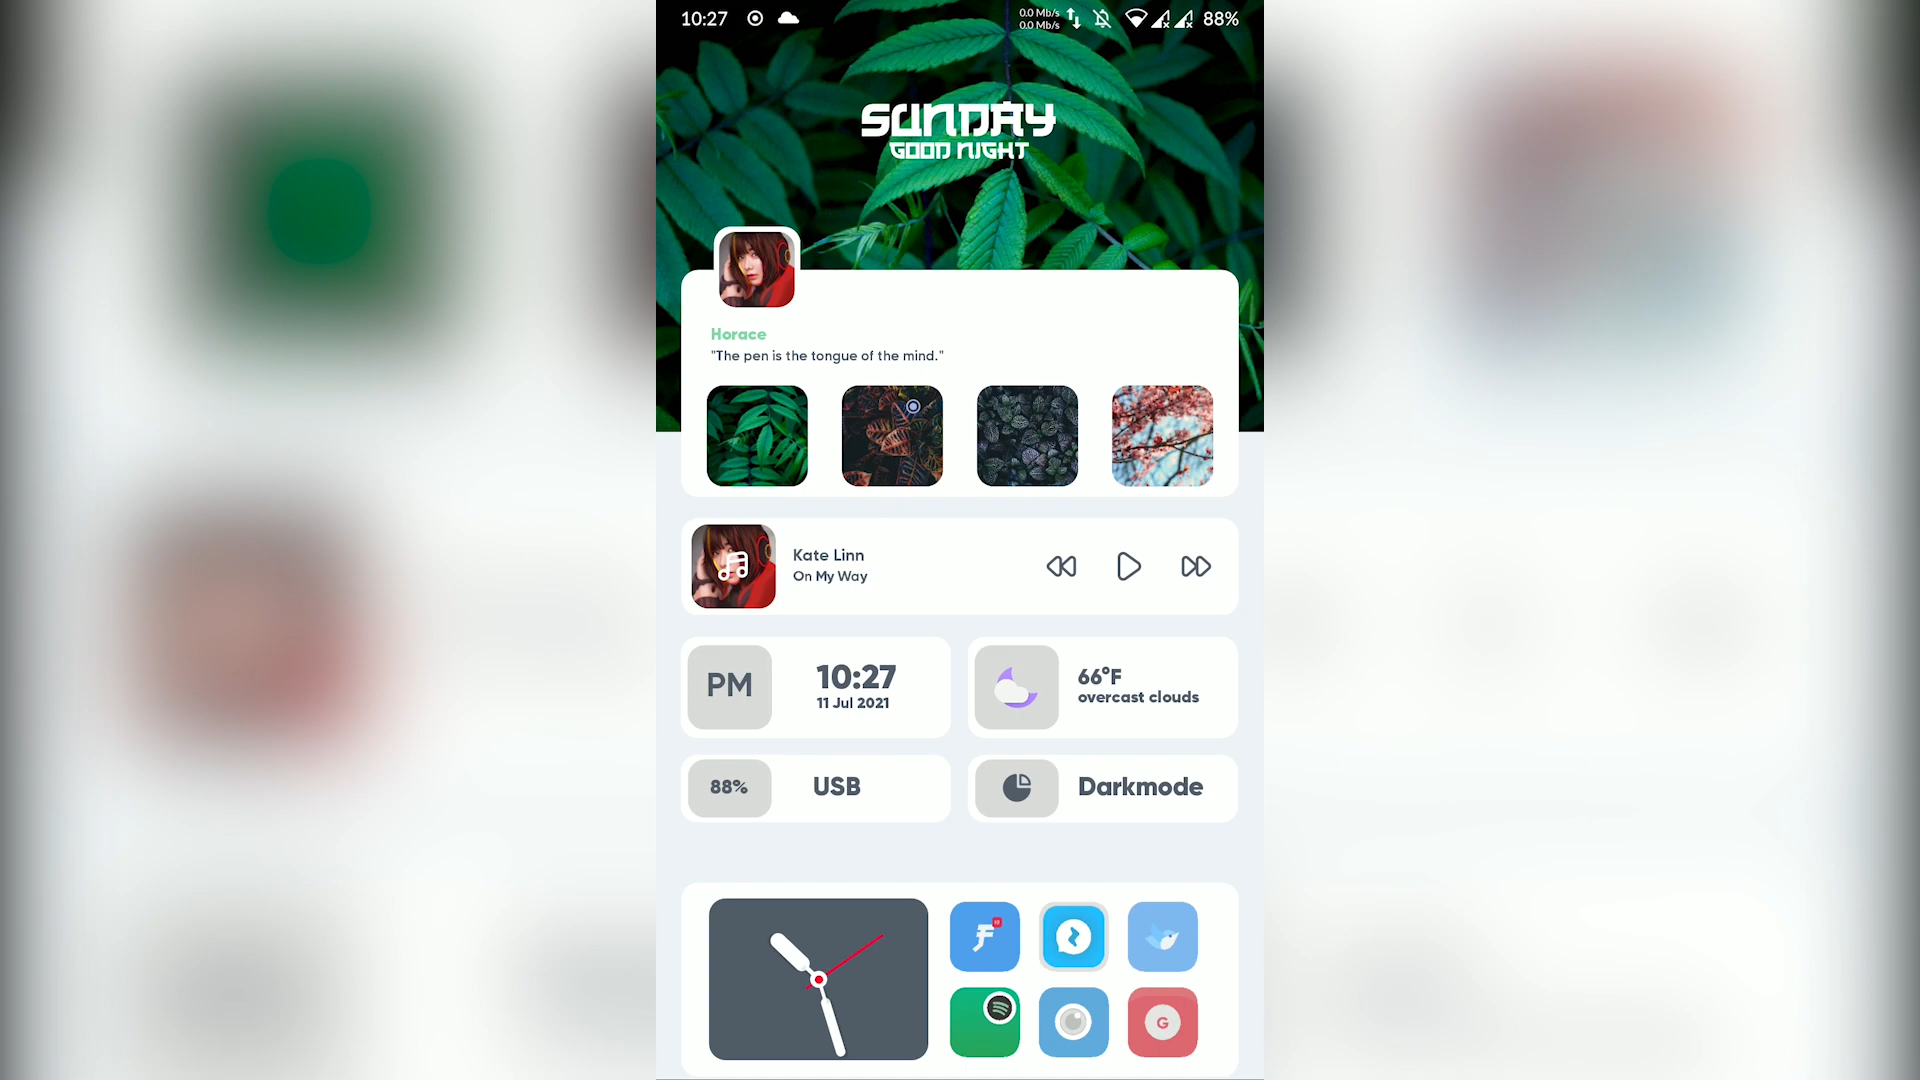 10:27
0.0 Mb/s
0.0 Mb/s
88%
SUNDAY
GOOD NIGHT
Horace
"The pen is the tongue of the mind."
Kate Linn
On My Way
PM
10:27
11 Jul 2021
66°F
overcast clouds
88%
USB
Darkmode
G